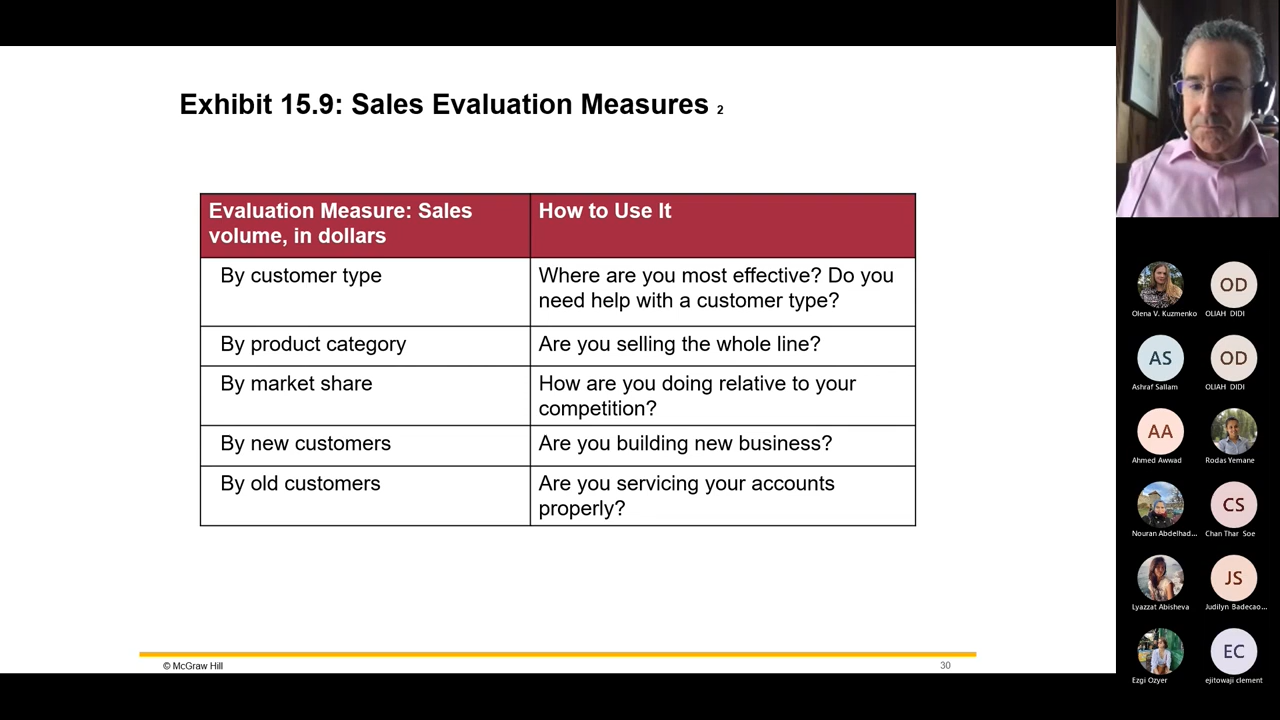 Exhibit 15.9: Sales Evaluation Measures 2
Evaluation Measure: Sales
volume, in dollars
How to Use It
By customer type
Where are you most effective? Do you
need help with a customer type?
By product category
Are you selling the whole line?
By market share
How are you doing relative to your
competition?
By new customers
Are you building new business?
By old customers
Are you servicing your accounts
properly?
© McGraw Hill
30
Olena V. Kuzmenko
OD
OLIAH DIDI
AS
Ashraf Sallam
OD
OLIAH DIDI
AA
Ahmed Awwad
Rodas Yemane
Nouran Abdelhad...
CS
Chan Thar Soe
Lyazzat Abisheva
JS
Judilyn Badecao...
Ezgi Ozyer
EC
ejitowaji clement